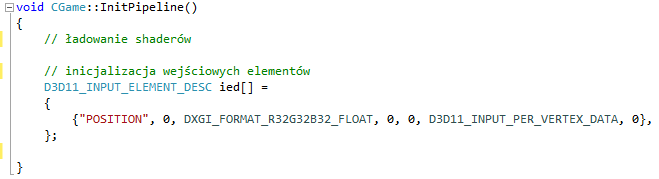 void CGame::InitPipeline()
{
// ładowanie shaderów
// inicjalizacja wejściowych elementów
D3D11_INPUT_ELEMENT_DESC ied[] =
{
{"POSITION", 0, DXGI_FORMAT_R32G32B32_FLOAT, 0, 0, D3D11_INPUT_PER_VERTEX_DATA, 0},
};
}